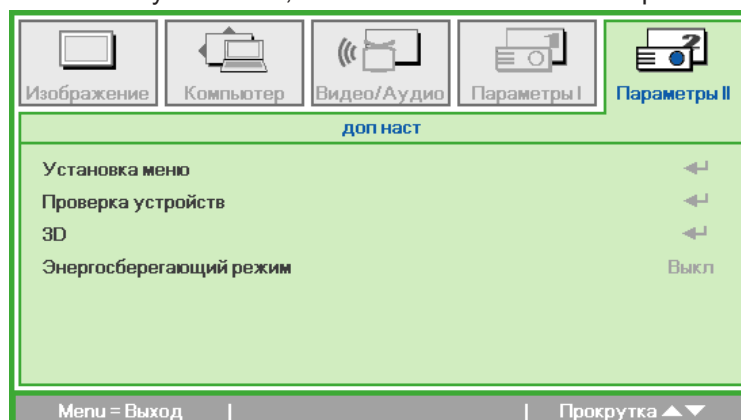 Изображение
Компьютер
Видео/Аудио
Параметры I
Параметры II
доп наст
Установка меню
Проверка устройств
3D
Энергосберегающий режим Выкл
Menu = Выход | | Прокрутка ▲▼